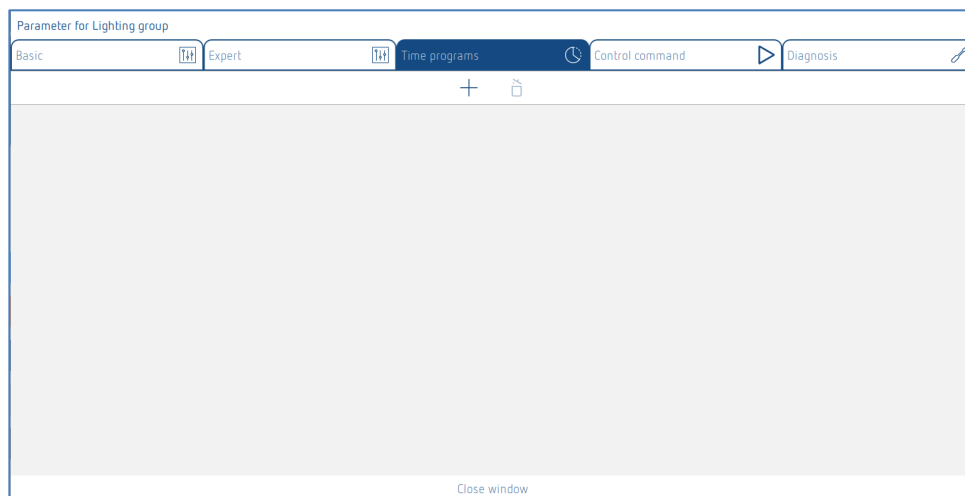 Parameter for Lighting group
Basic Expert Time programs Control command Diagnosis
Close window